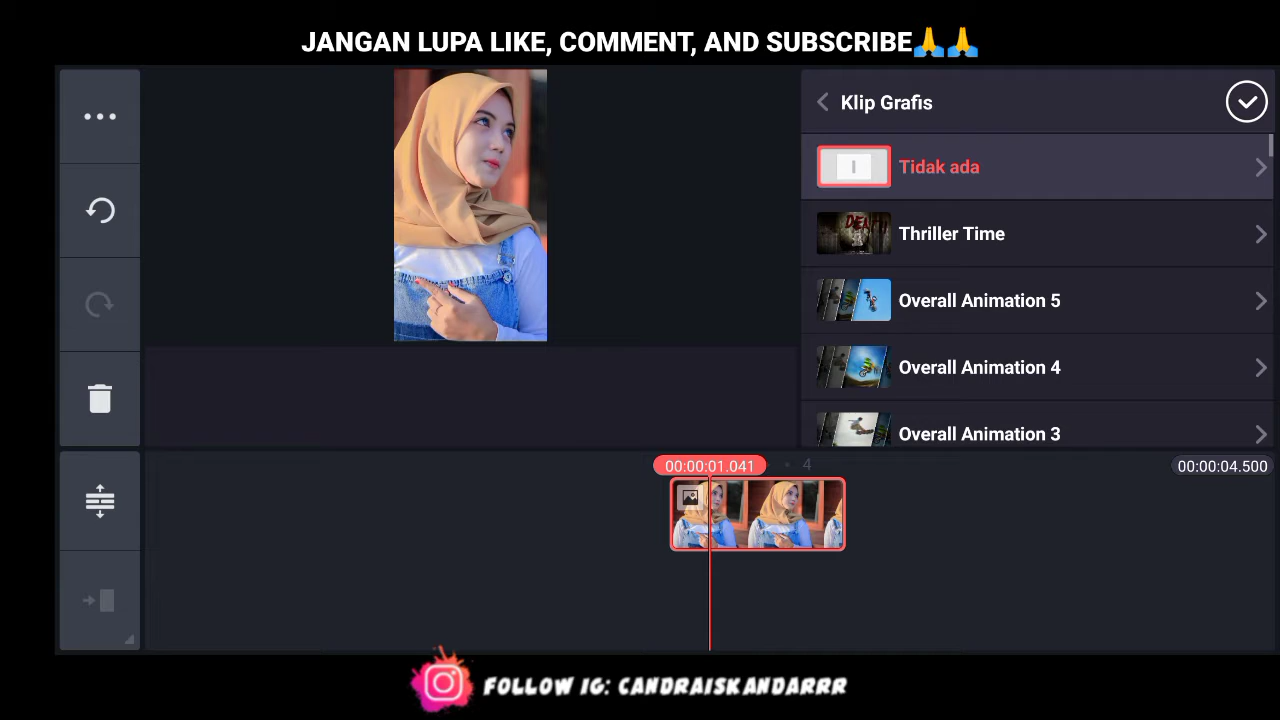 JANGAN LUPA LIKE, COMMENT, AND SUBSCRIBE🙏🙏
Klip Grafis
Tidak ada
Thriller Time
Overall Animation 5
Overall Animation 4
Overall Animation 3
00:00:01.041
4
00:00:04.500
FOLLOW IG: CANDRAISKANDARRR